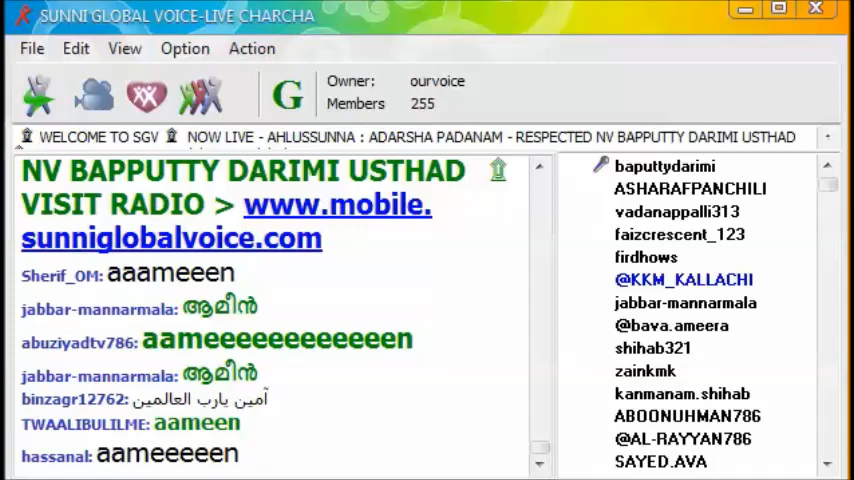 SUNNI GLOBAL VOICE-LIVE CHARCHA
File Edit View Option Action
G
Owner: ourvoice
Members 255
WELCOME TO SGV NOW LIVE - AHLUSSUNNA : ADARSHA PADANAM - RESPECTED NV BAPPUTTY DARIMI USTHAD
NV BAPPUTTY DARIMI USTHAD
VISIT RADIO > www.mobile.
sunniglobalvoice.com
Sherif_OM: aaameeen
jabbar-mannarmala: ആമീൻ
abuziyadtv786: aameeeeeeeeeeeeen
jabbar-mannarmala: ആമീൻ
binzagr12762: آمين يارب العالمين
TWAALIBULILME: aameen
hassanal: aameeeeen
baputtydarimi
ASHARAFPANCHILI
vadanappalli313
faizcrescent_123
firdhows
@KKM_KALLACHI
jabbar-mannarmala
@bava.ameera
shihab321
zainkmk
kanmanam.shihab
ABOONUHMAN786
@AL-RAYYAN786
SAYED.AVA